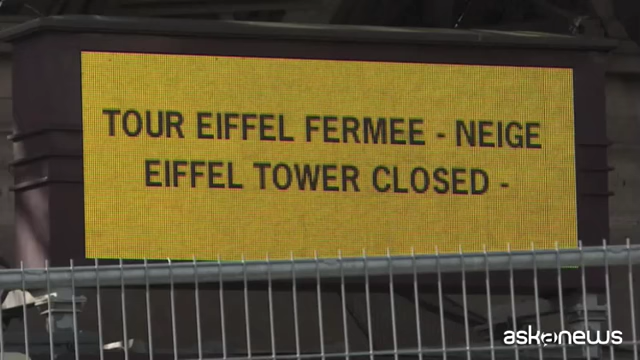 TOUR EIFFEL FERMEE - NEIGE
EIFFEL TOWER CLOSED -
askanews